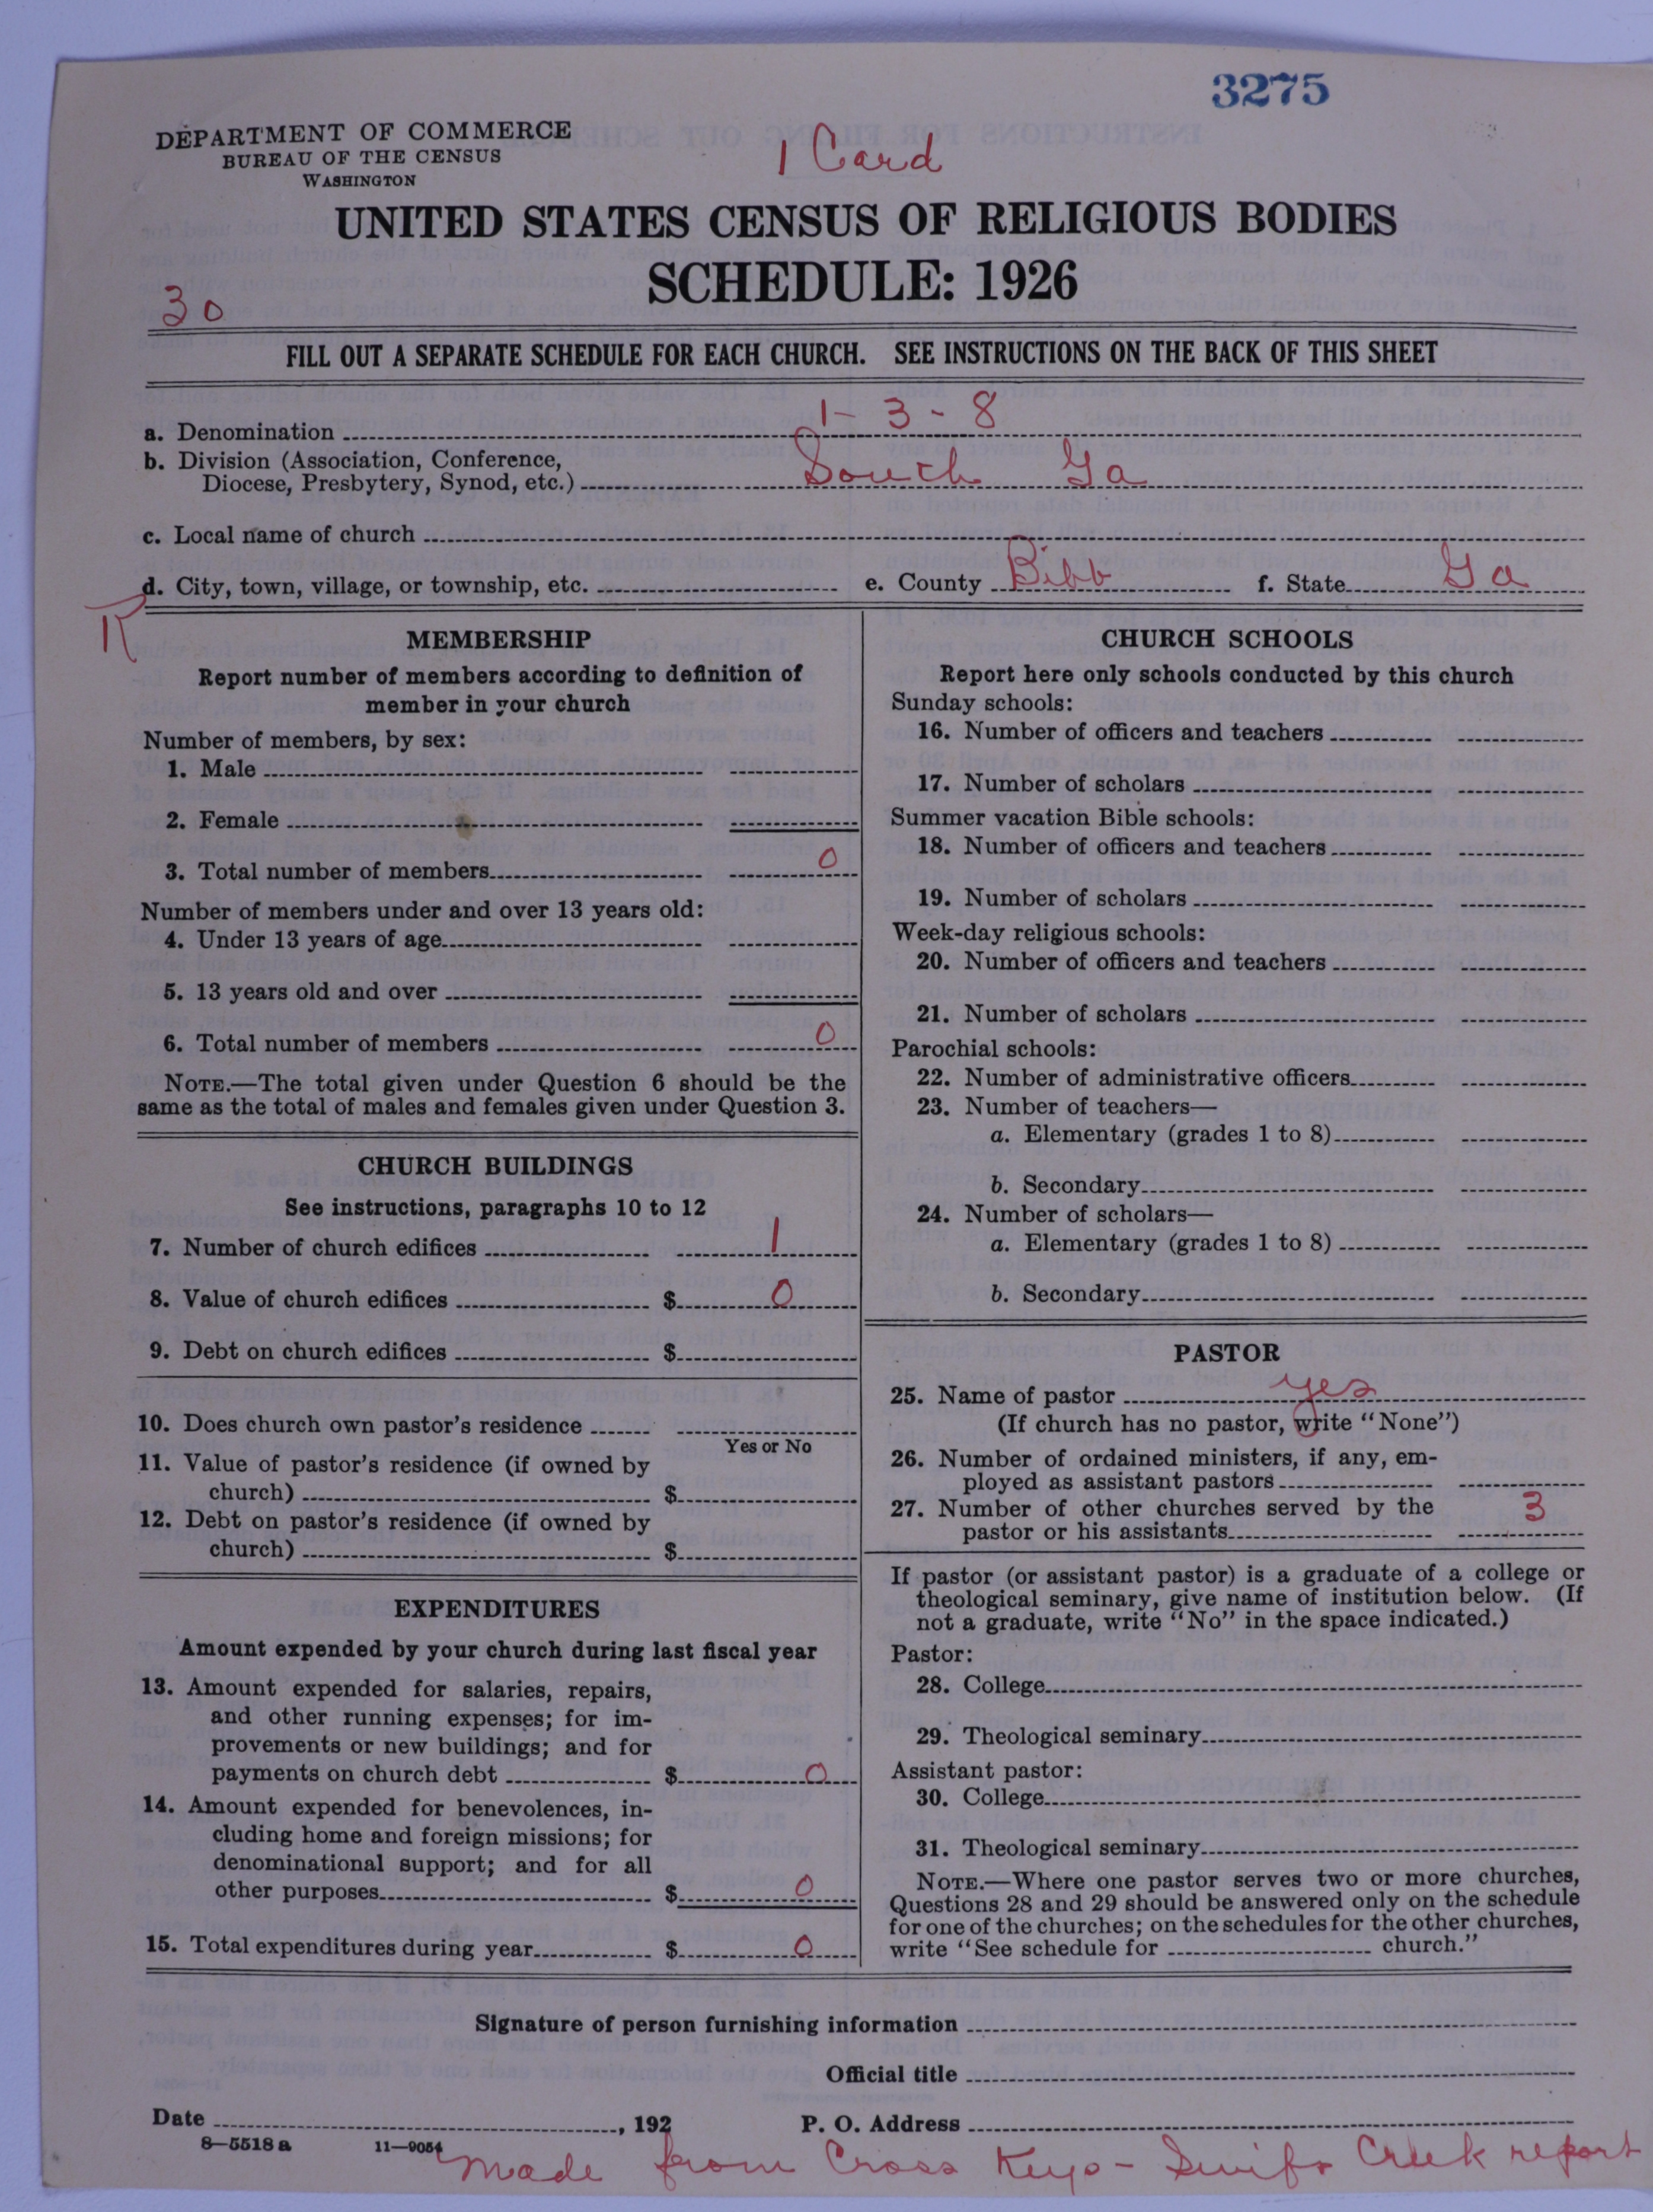 3275
DEPARTMENT OF COMMERCE
BUREAU OF THE CENSUS
WASHINGTON
1 Card
UNITED STATES CENSUS OF RELIGIOUS BODIES
SCHEDULE: 1926
30
FILL OUT A SEPARATE SCHEDULE FOR EACH CHURCH. SEE INSTRUCTIONS ON THE BACK OF THIS SHEET
a. Denomination 1-3-8
b. Division (Association, Conference,
Diocese, Presbytery, Synod, etc.) South Ga
c. Local name of church
d. City, town, village, or township, etc. e. County Bibb f. State Ga
R
MEMBERSHIP
Report number of members according to definition of
member in your church
Number of members, by sex:
1. Male
2. Female
3. Total number of members 0
Number of members under and over 13 years old:
4. Under 13 years of age
5. 13 years old and over
6. Total number of members 0
NOTE.—The total given under Question 6 should be the
same as the total of males and females given under Question 3.
CHURCH BUILDINGS
See instructions, paragraphs 10 to 12
7. Number of church edifices 1
8. Value of church edifices $ 0
9. Debt on church edifices $
10. Does church own pastor's residence
Yes or No
11. Value of pastor's residence (if owned by
church) $
12. Debt on pastor's residence (if owned by
church) $
EXPENDITURES
Amount expended by your church during last fiscal year
13. Amount expended for salaries, repairs,
and other running expenses; for im-
provements or new buildings; and for
payments on church debt $ 0
14. Amount expended for benevolences, in-
cluding home and foreign missions; for
denominational support; and for all
other purposes $ 0
15. Total expenditures during year $ 0
CHURCH SCHOOLS
Report here only schools conducted by this church
Sunday schools:
16. Number of officers and teachers
17. Number of scholars
Summer vacation Bible schools:
18. Number of officers and teachers
19. Number of scholars
Week-day religious schools:
20. Number of officers and teachers
21. Number of scholars
Parochial schools:
22. Number of administrative officers
23. Number of teachers—
a. Elementary (grades 1 to 8)
b. Secondary
24. Number of scholars—
a. Elementary (grades 1 to 8)
b. Secondary
PASTOR
25. Name of pastor yes
(If church has no pastor, write "None")
26. Number of ordained ministers, if any, em-
ployed as assistant pastors
27. Number of other churches served by the
pastor or his assistants 3
If pastor (or assistant pastor) is a graduate of a college or
theological seminary, give name of institution below. (If
not a graduate, write "No" in the space indicated.)
Pastor:
28. College
29. Theological seminary
Assistant pastor:
30. College
31. Theological seminary
NOTE.—Where one pastor serves two or more churches,
Questions 28 and 29 should be answered only on the schedule
for one of the churches; on the schedules for the other churches,
write "See schedule for church."
Signature of person furnishing information
Official title
Date , 192 P. O. Address
8—5518 a 11—9054
made from Cross Keys - Swift Creek report